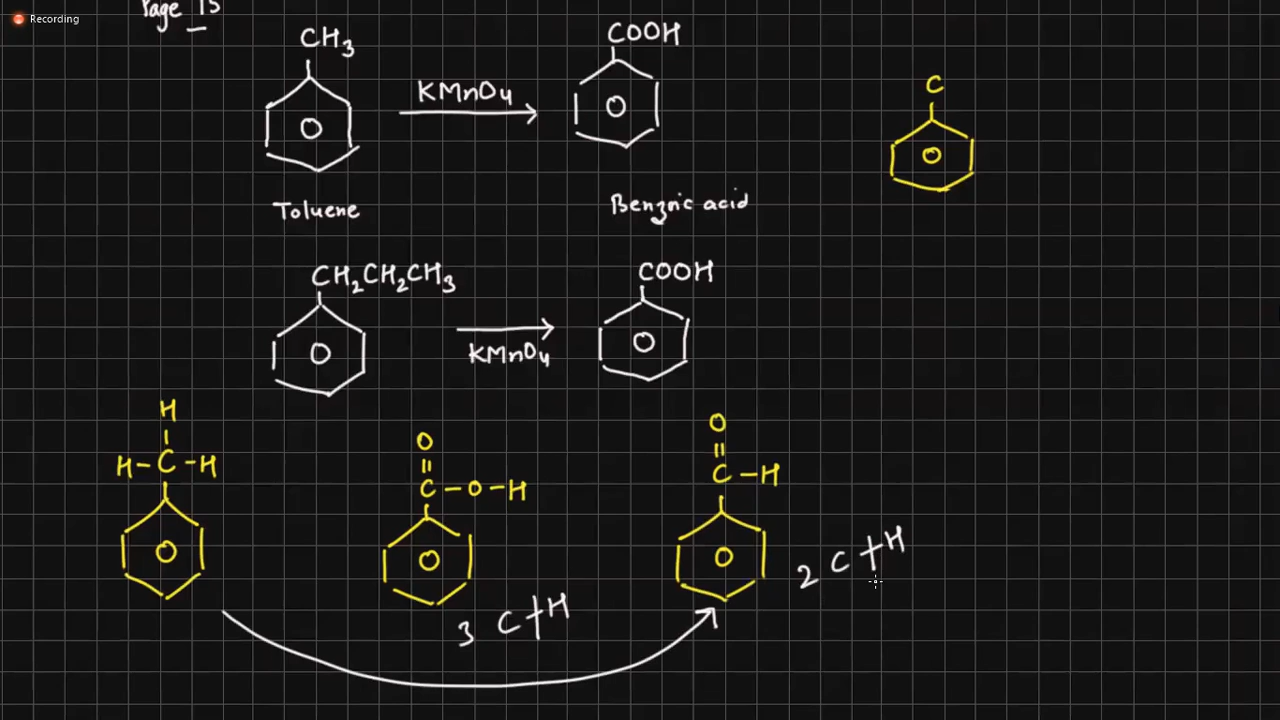 Recording
Page 15
CH3
COOH
KMnO4
C
Toluene
Benzoic acid
CH2CH2CH3
COOH
KMnO4
H
H-C-H
O
C-O-H
O
C-H
3 C+H
2 C+H